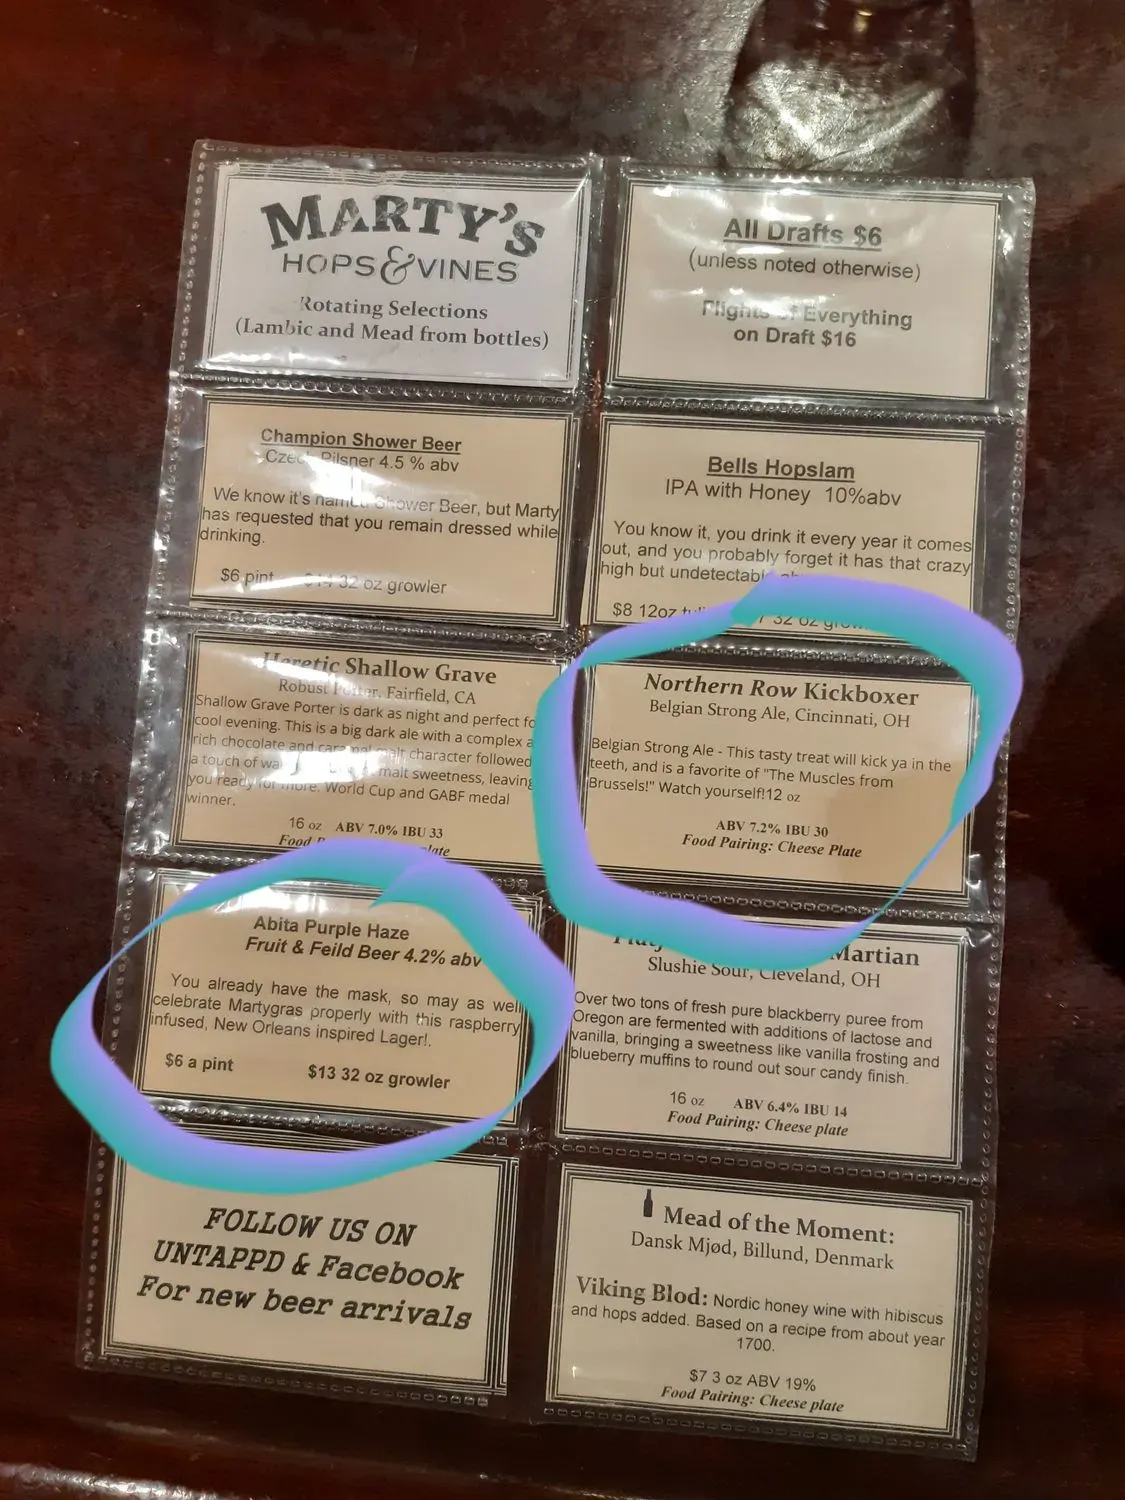 MARTY'S
HOPS & VINES
Rotating Selections
(Lambic and Mead from bottles)
All Drafts $6
(unless noted otherwise)
Flights of Everything
on Draft $16
Champion Shower Beer
Czech Pilsner 4.5 % abv
We know it's named Shower Beer, but Marty
has requested that you remain dressed while
drinking.
$6 pint $14 32 oz growler
Bells Hopslam
IPA with Honey 10%abv
You know it, you drink it every year it comes
out, and you probably forget it has that crazy
high but undetectable
$8 12oz 32 oz
Heretic Shallow Grave
Robust Porter, Fairfield, CA
Shallow Grave Porter is dark as night and perfect
cool evening. This is a big dark ale with a complex
rich chocolate and caramel malt character followed
a touch of malt sweetness, leaving
you ready for more. World Cup and GABF medal
winner.
16 oz ABV 7.0% IBU 33
Food
Northern Row Kickboxer
Belgian Strong Ale, Cincinnati, OH
Belgian Strong Ale - This tasty treat will kick ya in the
teeth, and is a favorite of "The Muscles from
Brussels!" Watch yourself!12 oz
ABV 7.2% IBU 30
Food Pairing: Cheese Plate
Abita Purple Haze
Fruit & Feild Beer 4.2% abv
You already have the mask, so may as well
celebrate Martygras properly with this raspberry
infused, New Orleans inspired Lager!.
$6 a pint $13 32 oz growler
Martian
Slushie Sour, Cleveland, OH
Over two tons of fresh pure blackberry puree from
Oregon are fermented with additions of lactose and
vanilla, bringing a sweetness like vanilla frosting and
blueberry muffins to round out sour candy finish.
16 oz ABV 6.4% IBU 14
Food Pairing: Cheese plate
FOLLOW US ON
UNTAPPD & Facebook
For new beer arrivals
Mead of the Moment:
Dansk Mjød, Billund, Denmark
Viking Blod: Nordic honey wine with hibiscus
and hops added. Based on a recipe from about year
1700.
$7 3 oz ABV 19%
Food Pairing: Cheese plate